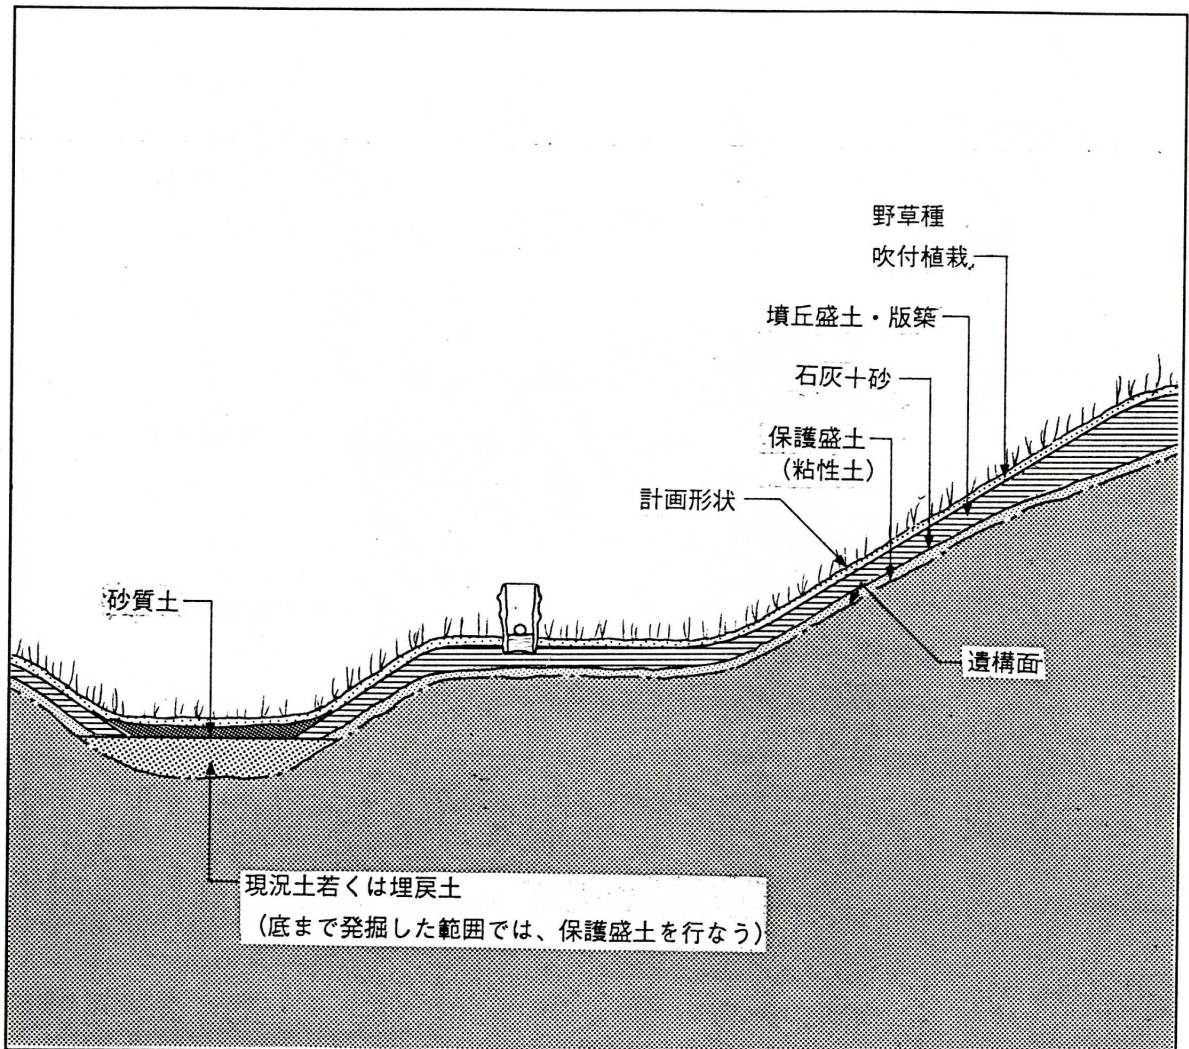 野草種
吹付植栽
墳丘盛土・版築
石灰十砂
保護盛土
(粘性土)
計画形状
砂質土
遺構面
現況土若くは埋戻土
(底まで発掘した範囲では、保護盛土を行なう)